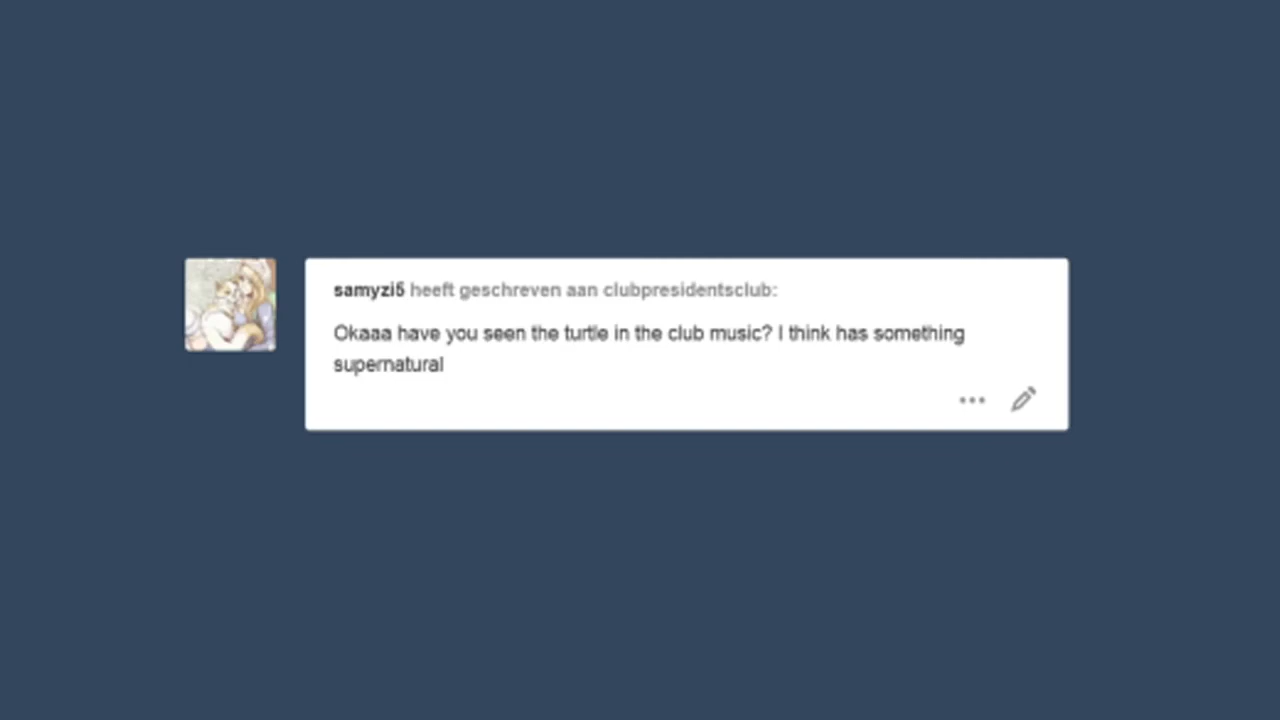 samyzi5 heeft geschreven aan clubpresidentsclub:
Okaaa have you seen the turtle in the club music? I think has something
supernatural